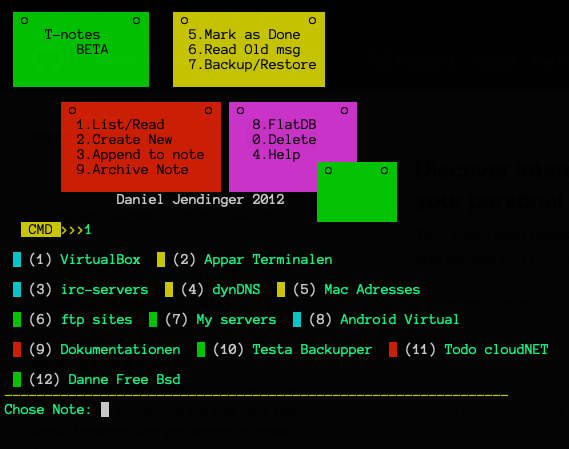 T-notes
BETA
5.Mark as Done
6.Read Old msg
7.Backup/Restore
1.List/Read
2.Create New
3.Append to note
9.Archive Note
8.FlatDB
0.Delete
4.Help
Daniel Jendinger 2012
CMD >>>1
(1) VirtualBox (2) Appar Terminalen
(3) irc-servers (4) dynDNS (5) Mac Adresses
(6) ftp sites (7) My servers (8) Android Virtual
(9) Dokumentationen (10) Testa Backupper (11) Todo cloudNET
(12) Danne Free Bsd
Chose Note: